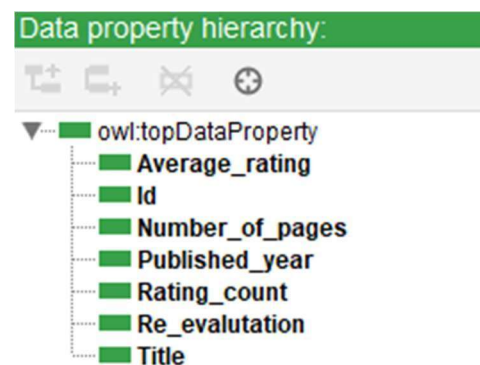 Data property hierarchy:
owl:topDataProperty
Average_rating
Id
Number_of_pages
Published_year
Rating_count
Re_evalutation
Title